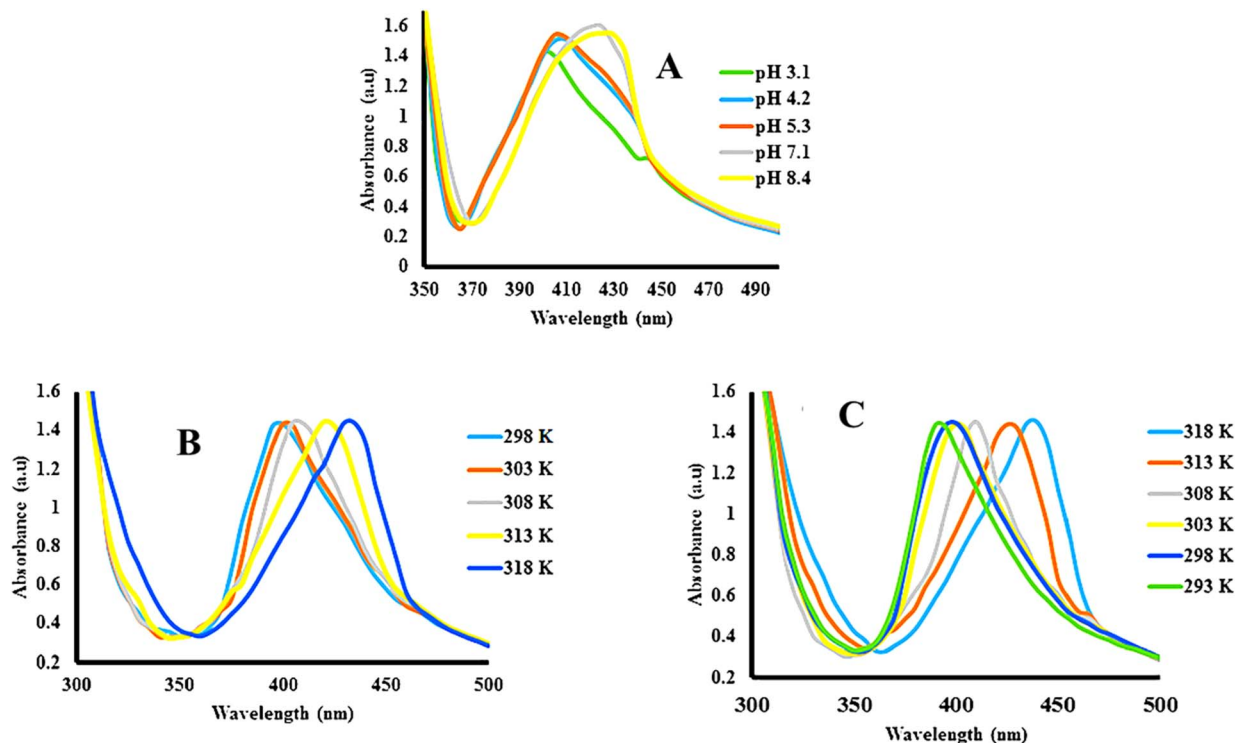 A
Absorbance (a.u)
1.6
1.4
1.2
1
0.8
0.6
0.4
0.2
0
350 370 390 410 430 450 470 490
Wavelength (nm)
pH 3.1
pH 4.2
pH 5.3
pH 7.1
pH 8.4
B
Absorbance (a.u)
1.6
1.4
1.2
1
0.8
0.6
0.4
0.2
300 350 400 450 500
Wavelength (nm)
298 K
303 K
308 K
313 K
318 K
C
Absorbance (a.u)
1.6
1.4
1.2
1
0.8
0.6
0.4
0.2
300 350 400 450 500
Wavelength (nm)
318 K
313 K
308 K
303 K
298 K
293 K